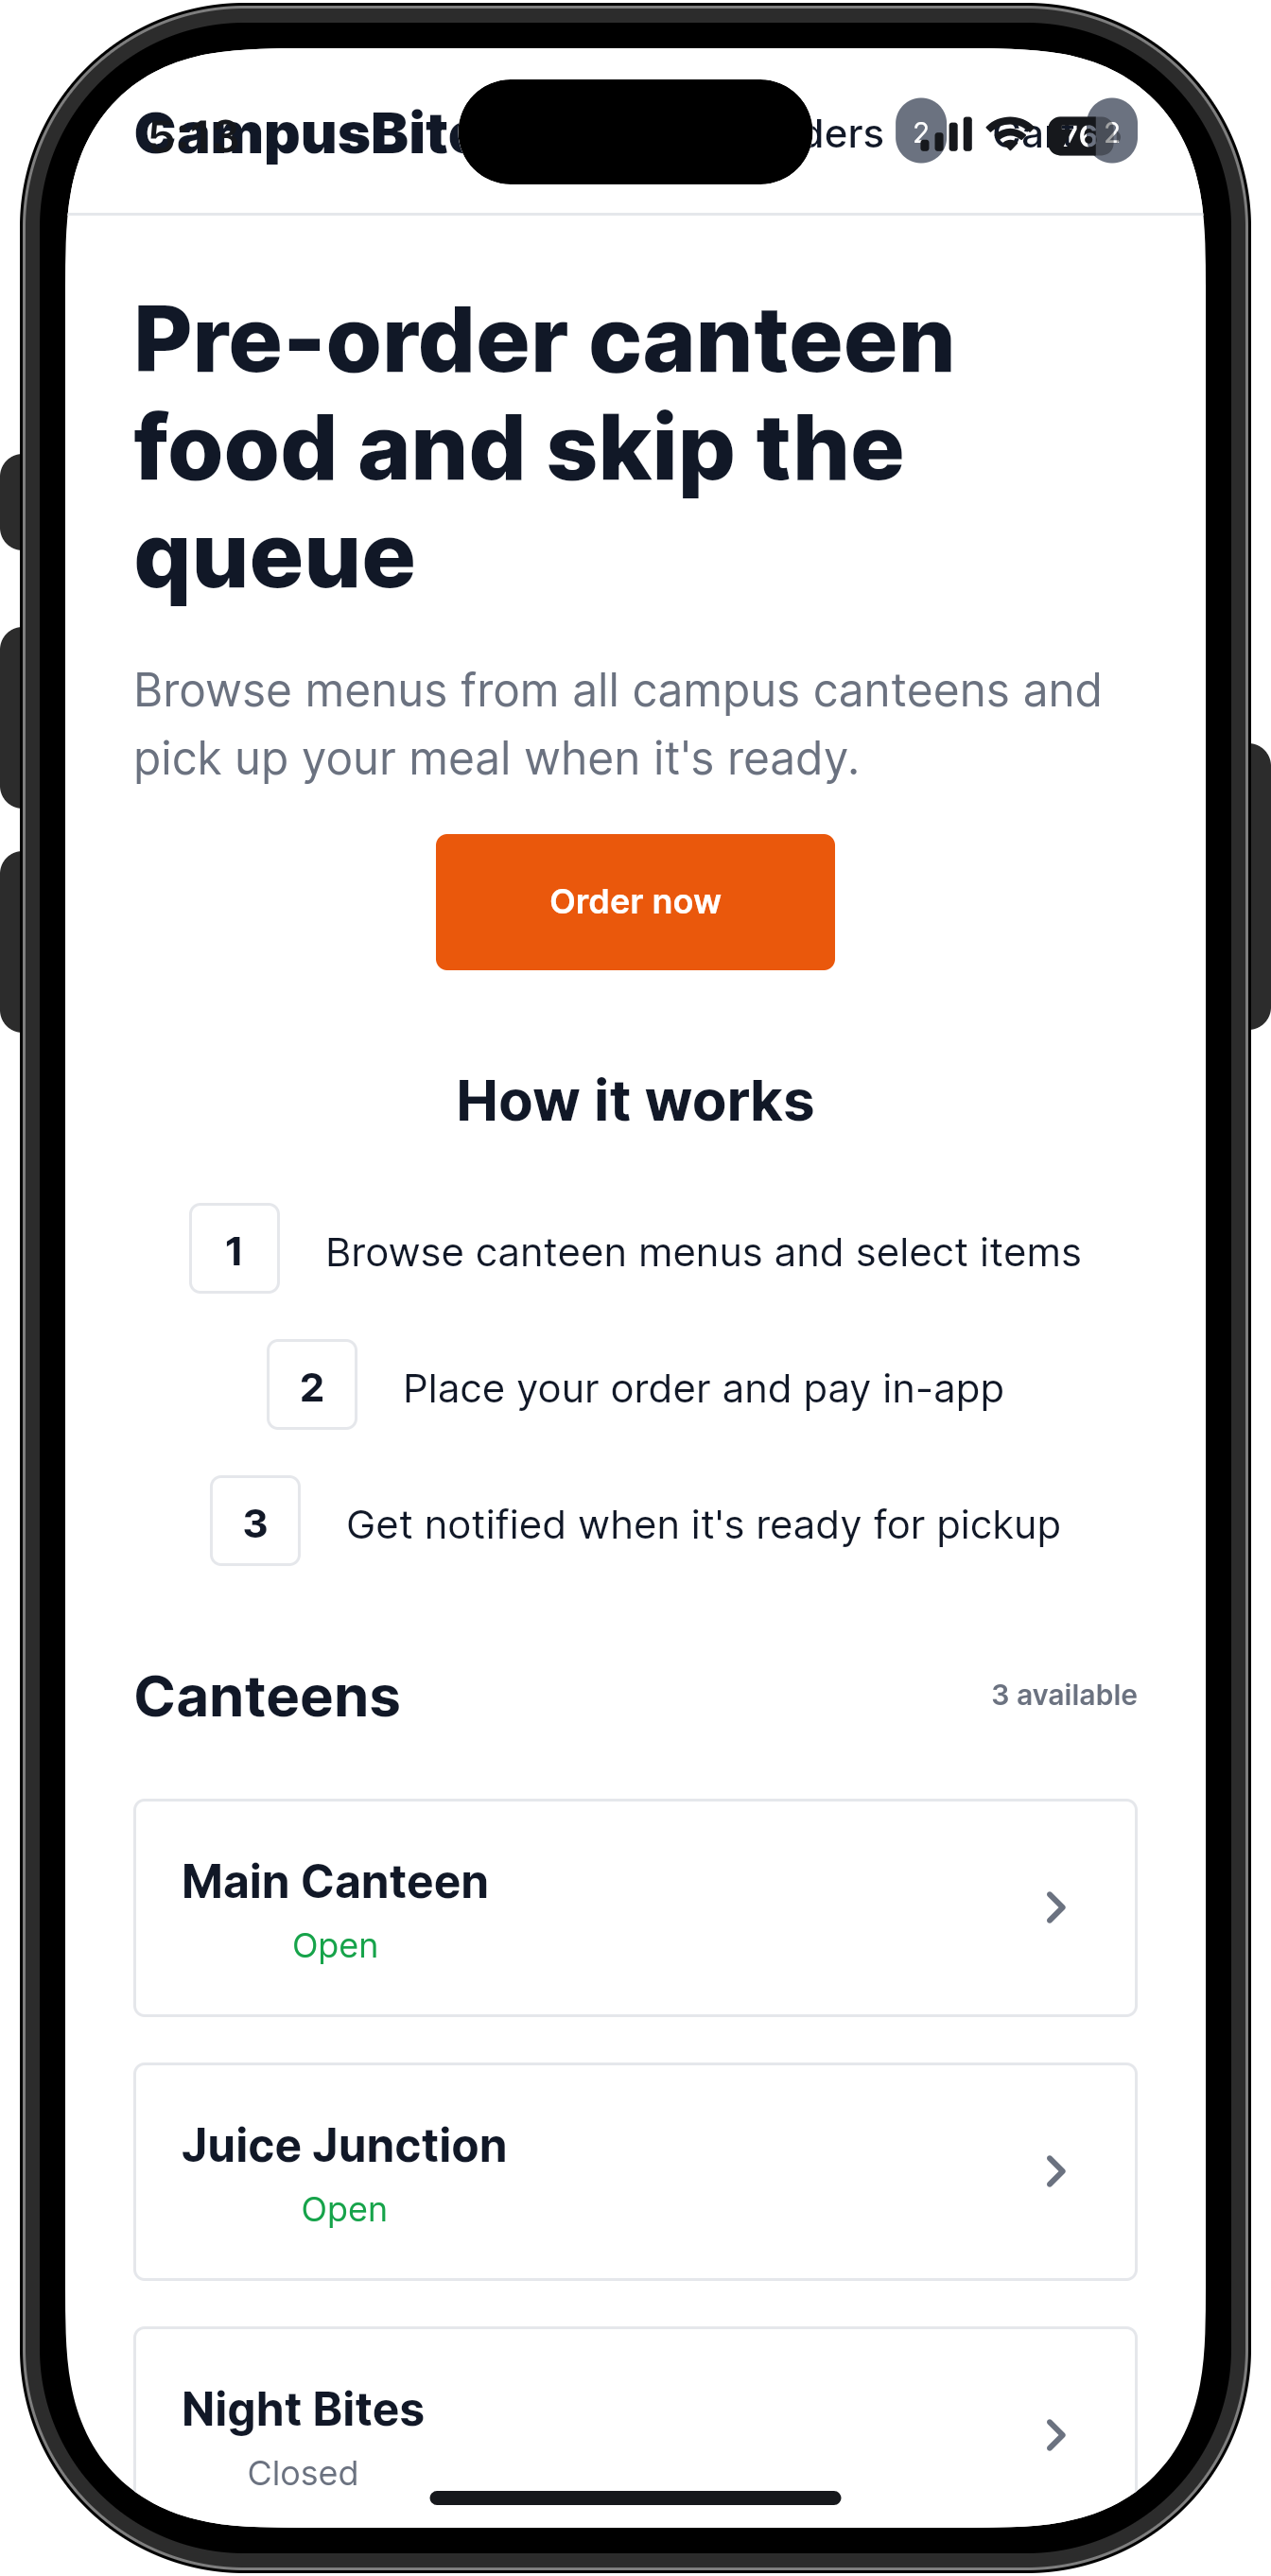 CampusBite
2
2
Pre-order canteen
food and skip the
queue
Browse menus from all campus canteens and
pick up your meal when it's ready.
Order now
How it works
1 Browse canteen menus and select items
2 Place your order and pay in-app
3 Get notified when it's ready for pickup
Canteens 3 available
Main Canteen
Open
Juice Junction
Open
Night Bites
Closed